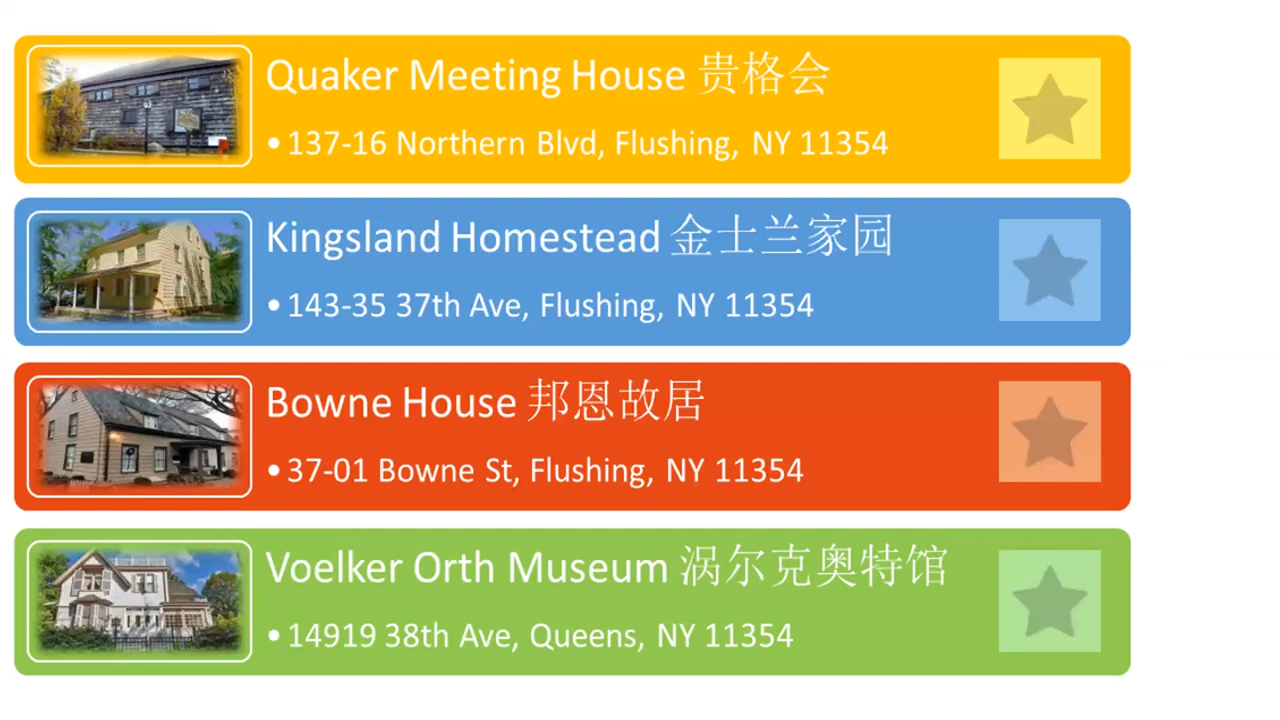 Quaker Meeting House 贵格会
• 137-16 Northern Blvd, Flushing, NY 11354
Kingsland Homestead 金士兰家园
• 143-35 37th Ave, Flushing, NY 11354
Bowne House 邦恩故居
• 37-01 Bowne St, Flushing, NY 11354
Voelker Orth Museum 涡尔克奥特馆
• 14919 38th Ave, Queens, NY 11354